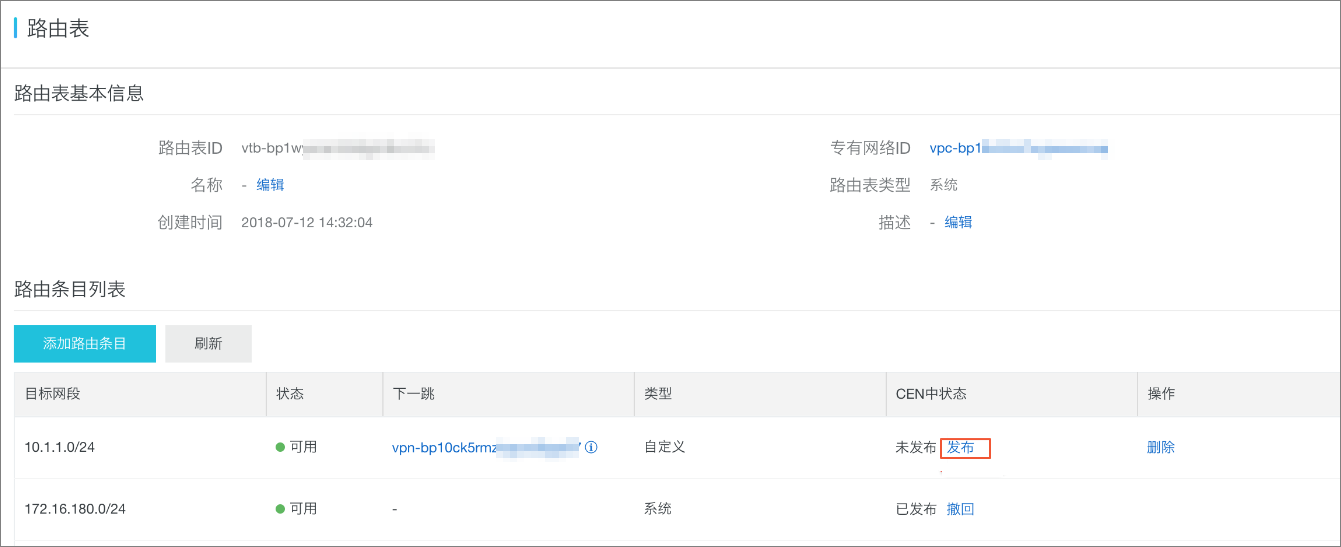 路由表
路由表基本信息
路由表ID vtb-bp1w 专有网络ID vpc-bp1
名称 - 编辑 路由表类型 系统
创建时间 2018-07-12 14:32:04 描述 - 编辑
路由条目列表
添加路由条目 刷新
目标网段 状态 下一跳 类型 CEN中状态 操作
10.1.1.0/24 可用 vpn-bp10ck5rmz 自定义 未发布 发布 删除
172.16.180.0/24 可用 - 系统 已发布 撤回